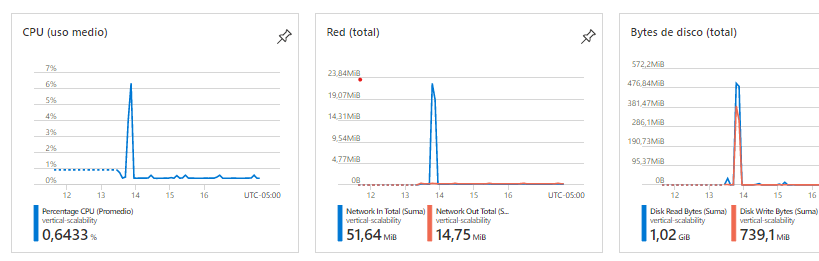 CPU (uso medio)
7%
6%
5%
4%
3%
2%
1%
0%
12 13 14 15 16 UTC-05:00
Percentage CPU (Promedio)
vertical-scalability
0,6433 %
Red (total)
23,84MiB
19,07MiB
14,31MiB
9,54MiB
4,77MiB
0B
12 13 14 15 16 UTC-05:00
Network In Total (Suma)
vertical-scalability
51,64 MiB
Network Out Total (S...
vertical-scalability
14,75 MiB
Bytes de disco (total)
572,2MiB
476,84MiB
381,47MiB
286,1MiB
190,73MiB
95,37MiB
0B
12 13 14 15 16
Disk Read Bytes (Suma)
vertical-scalability
1,02 GiB
Disk Write Bytes (Suma)
vertical-scalability
739,1 MiB